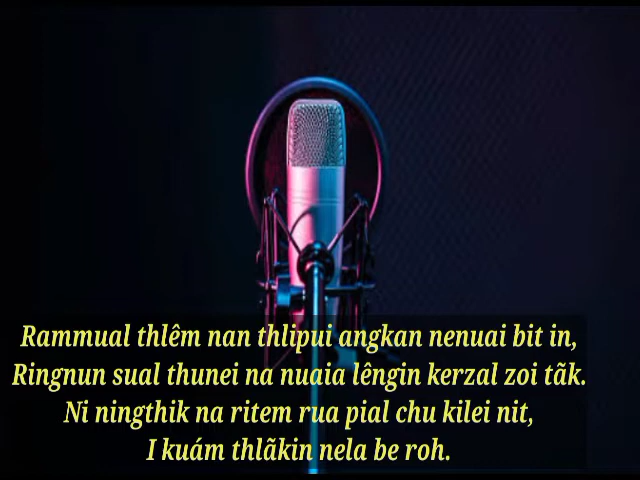 Rammual thlêm nan thlipui angkan nenuai bit in,
Ringnun sual thunei na nuaia lêngin kerzal zoi tãk.
Ni ningthik na ritem rua pial chu kilei nit,
I kuám thlãkin nela be roh.